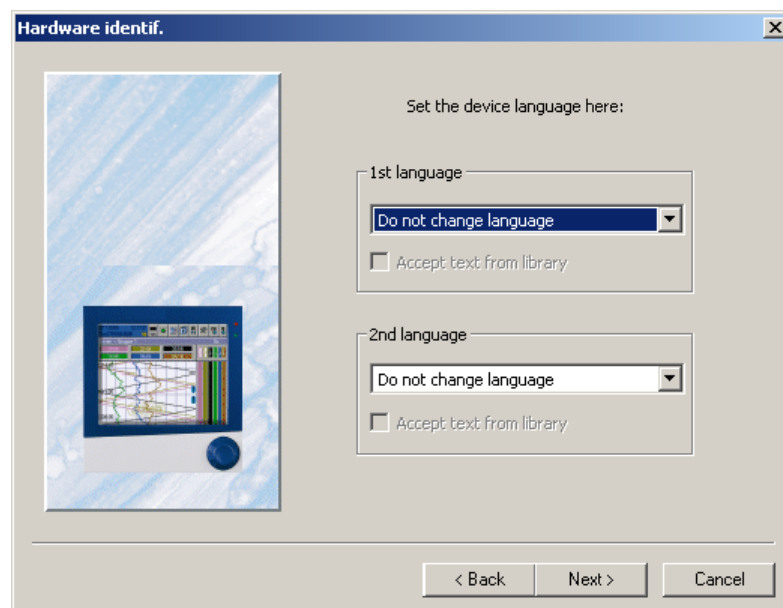 Hardware identif.
Set the device language here:
1st language
Do not change language
Accept text from library
2nd language
Do not change language
Accept text from library
< Back
Next >
Cancel